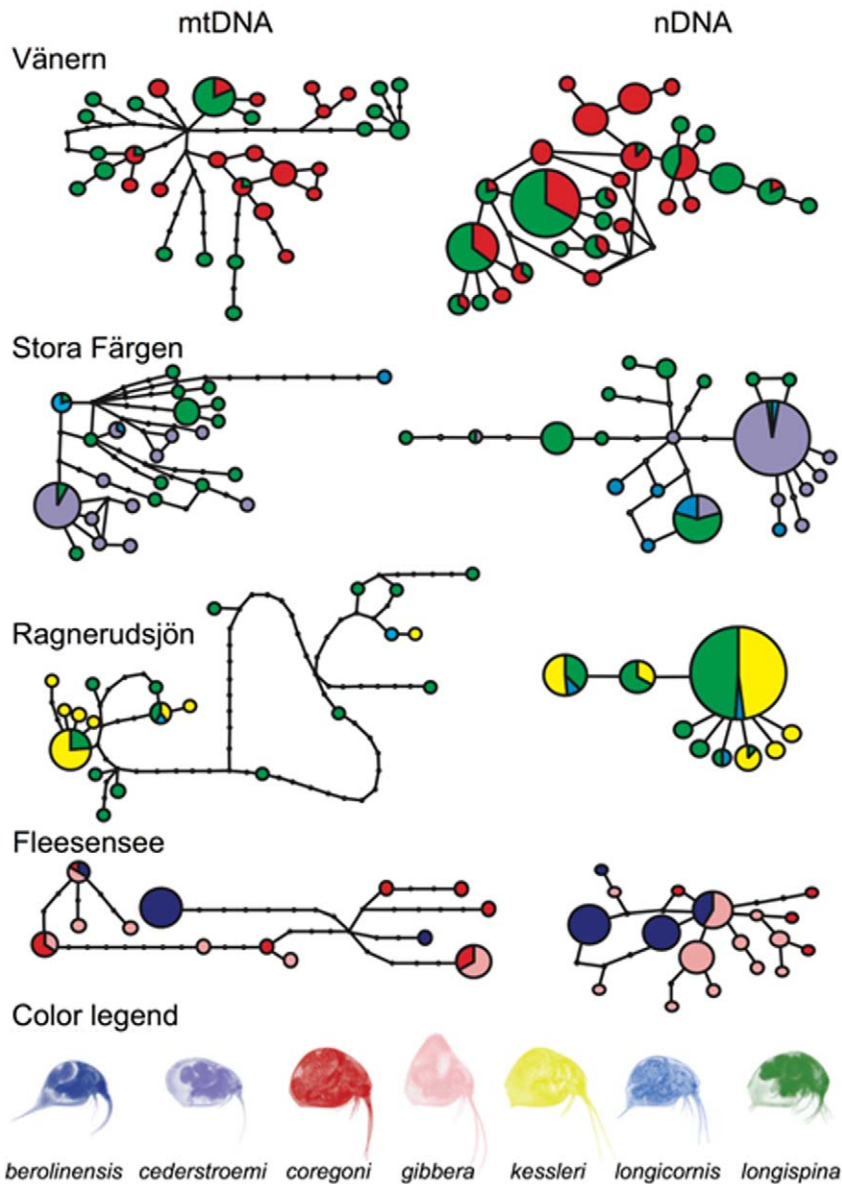 mtDNA nDNA
Vänern
Stora Färgen
Ragnerudsjön
Fleesensee
Color legend
berolinensis cederstroemi coregoni gibbera kessleri longicornis longispina